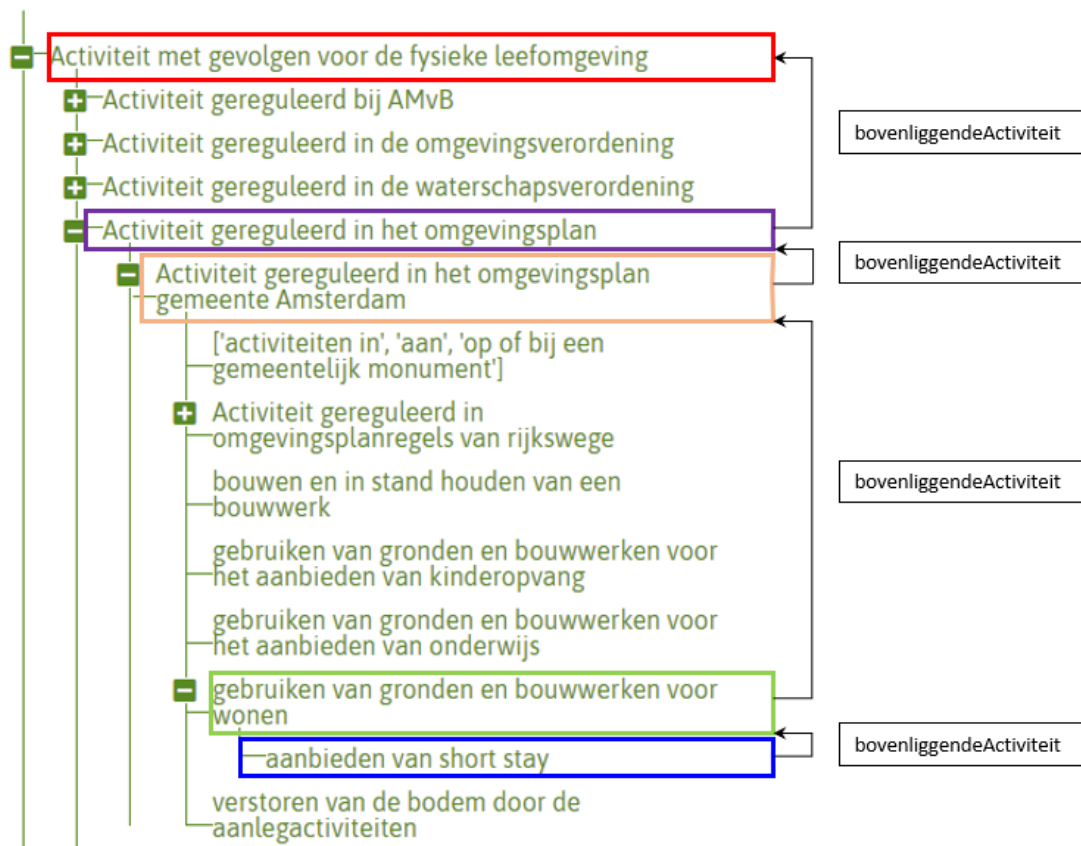 Activiteit met gevolgen voor de fysieke leefomgeving
Activiteit gereguleerd bij AMvB
bovenliggendeActiviteit
Activiteit gereguleerd in de omgevingsverordening
Activiteit gereguleerd in de waterschapsverordening
Activiteit gereguleerd in het omgevingsplan
bovenliggendeActiviteit
Activiteit gereguleerd in het omgevingsplan
gemeente Amsterdam
['activiteiten in', 'aan', 'op of bij een
gemeentelijk monument']
Activiteit gereguleerd in
omgevingsplanregels van rijkswege
bovenliggendeActiviteit
bouwen en in stand houden van een
bouwwerk
gebruiken van gronden en bouwwerken voor
het aanbieden van kinderopvang
gebruiken van gronden en bouwwerken voor
het aanbieden van onderwijs
gebruiken van gronden en bouwwerken voor
wonen
bovenliggendeActiviteit
aanbieden van short stay
verstoren van de bodem door de
aanlegactiviteiten